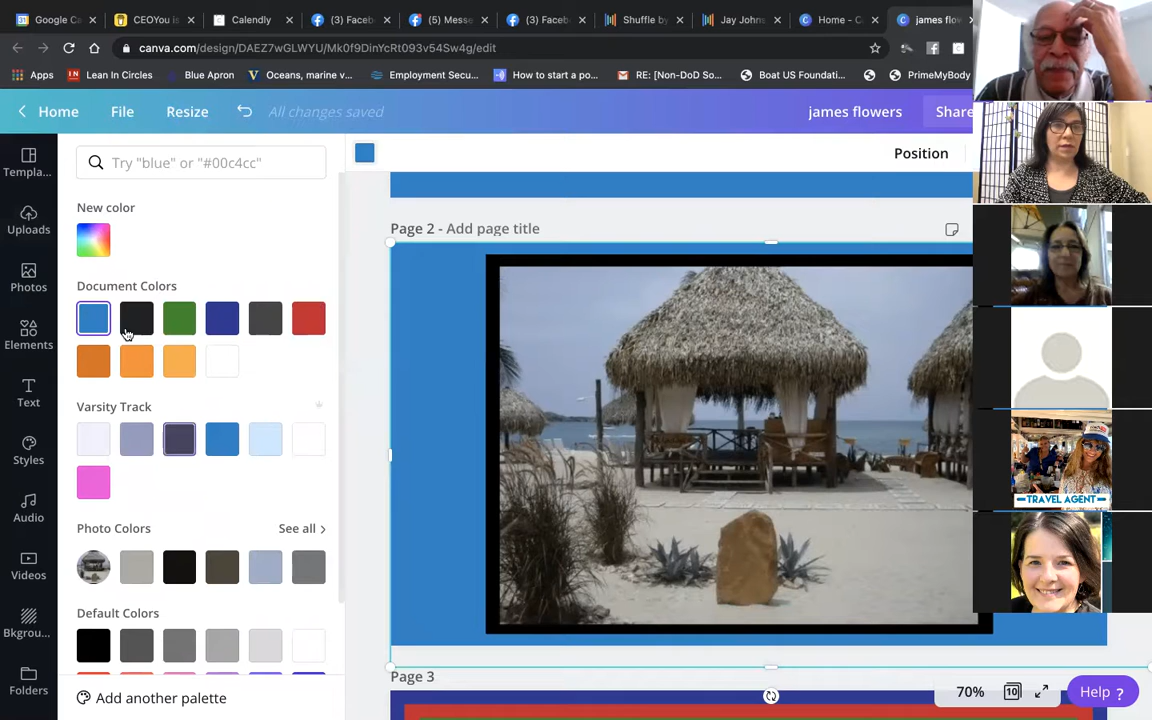 Google Ca
CEOYou is
Calendly
(3) Faceb
(5) Messe
(3) Faceb
Shuffle by
Jay Johns
Home - Ca
james flow
canva.com/design/DAEZ7wGLWYU/Mk0f9DinYcRt093v54Sw4g/edit
Apps
Lean In Circles
Blue Apron
Oceans, marine v...
Employment Secu...
How to start a po...
RE: [Non-DoD So...
Boat US Foundati...
PrimeMyBody
Home
File
Resize
All changes saved
james flowers
Share
Templa...
Uploads
Photos
Elements
Text
Styles
Audio
Videos
Bkgrou...
Folders
Try "blue" or "#00c4cc"
New color
Document Colors
Varsity Track
Photo Colors
See all
Default Colors
Add another palette
Position
Page 2 - Add page title
Page 3
70%
10
Help ?
TRAVEL AGENT